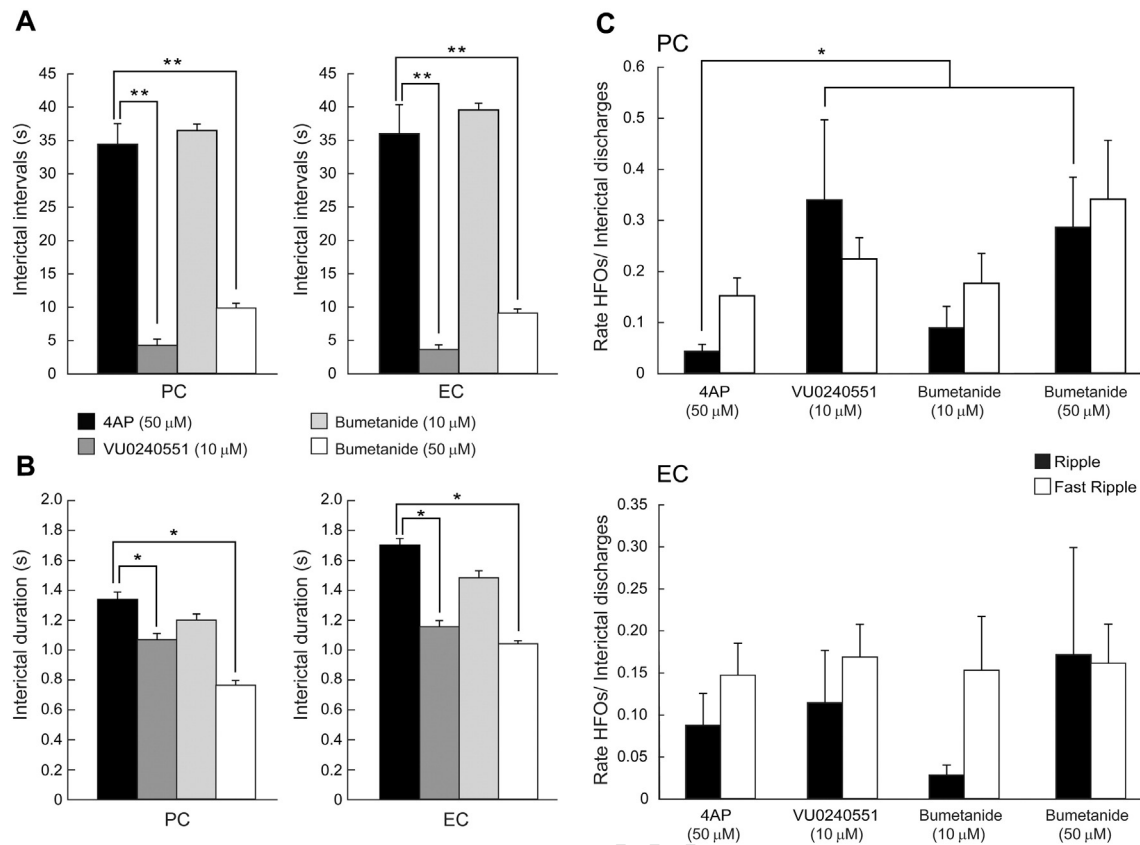 A
**
**
Interictal intervals (s)
45
40
35
30
25
20
15
10
5
0
PC
**
**
Interictal intervals (s)
45
40
35
30
25
20
15
10
5
0
EC
4AP (50 μM)
VU0240551 (10 μM)
Bumetanide (10 μM)
Bumetanide (50 μM)
B
*
*
Interictal duration (s)
2.0
1.8
1.6
1.4
1.2
1.0
0.8
0.6
0.4
0.2
0
PC
*
*
Interictal duration (s)
2.0
1.8
1.6
1.4
1.2
1.0
0.8
0.6
0.4
0.2
0
EC
C
PC
*
Rate HFOs/ Interictal discharges
0.6
0.5
0.4
0.3
0.2
0.1
0
4AP
(50 μM)
VU0240551
(10 μM)
Bumetanide
(10 μM)
Bumetanide
(50 μM)
Ripple
Fast Ripple
EC
Rate HFOs/ Interictal discharges
0.35
0.30
0.25
0.20
0.15
0.10
0.05
0
4AP
(50 μM)
VU0240551
(10 μM)
Bumetanide
(10 μM)
Bumetanide
(50 μM)